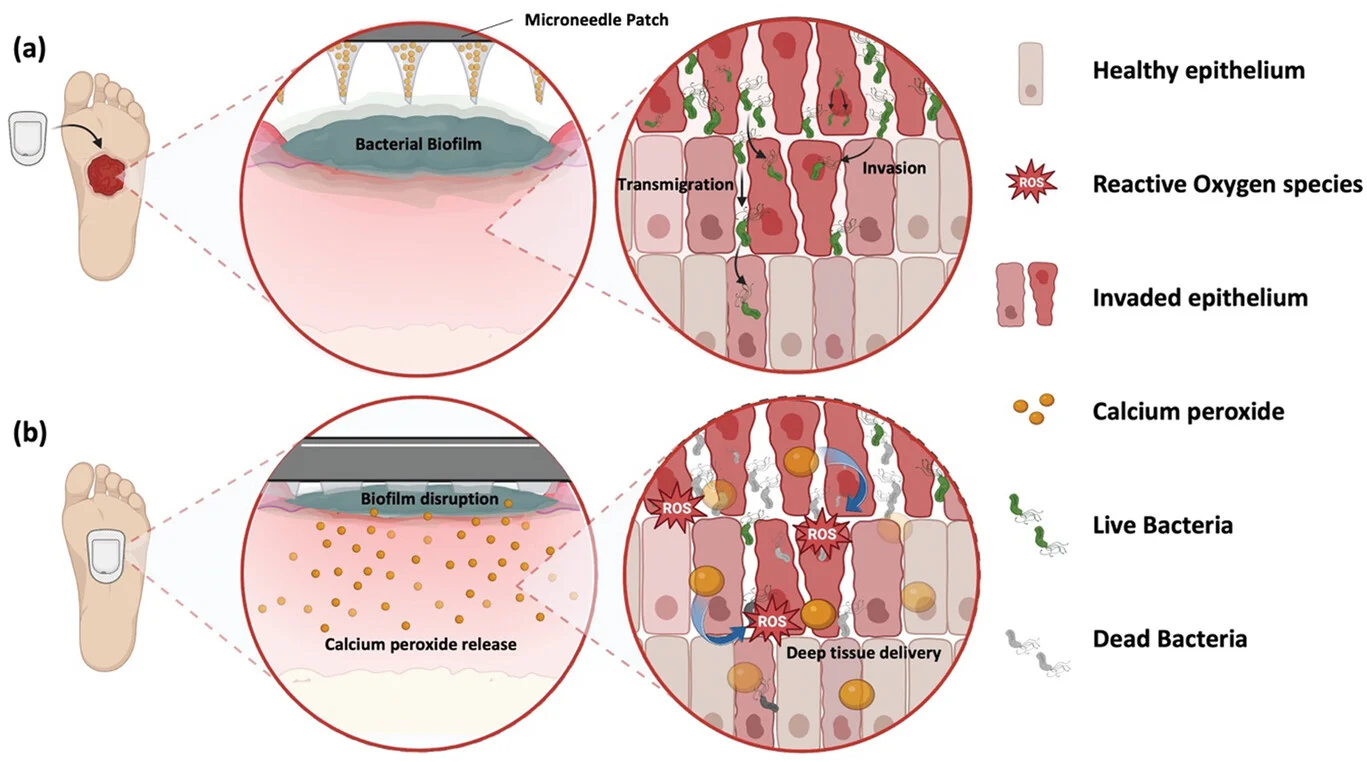 (a)
Microneedle Patch
Bacterial Biofilm
Transmigration
Invasion
Healthy epithelium
ROS
Reactive Oxygen species
Invaded epithelium
Calcium peroxide
Live Bacteria
Dead Bacteria
(b)
Biofilm disruption
Calcium peroxide release
ROS
ROS
ROS
Deep tissue delivery